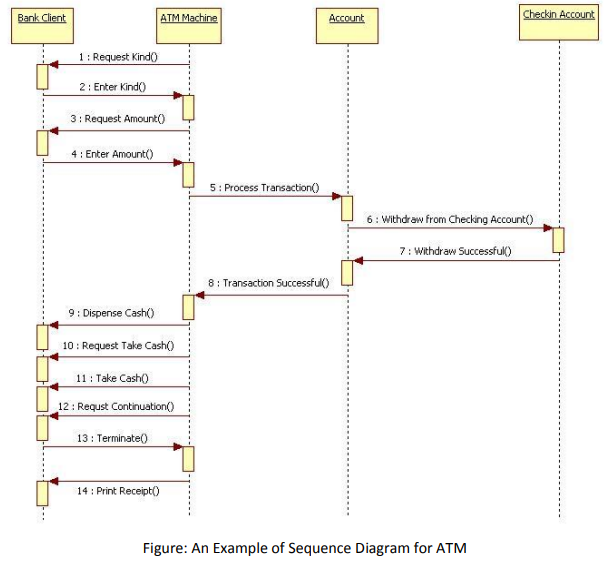 Bank Client
ATM Machine
Account
Checkin Account
1 : Request Kind()
2 : Enter Kind()
3 : Request Amount()
4 : Enter Amount()
5 : Process Transaction()
6 : Withdraw from Checking Account()
7 : Withdraw Successful()
8 : Transaction Successful()
9 : Dispense Cash()
10 : Request Take Cash()
11 : Take Cash()
12 : Requst Continuation()
13 : Terminate()
14 : Print Receipt()
Figure: An Example of Sequence Diagram for ATM